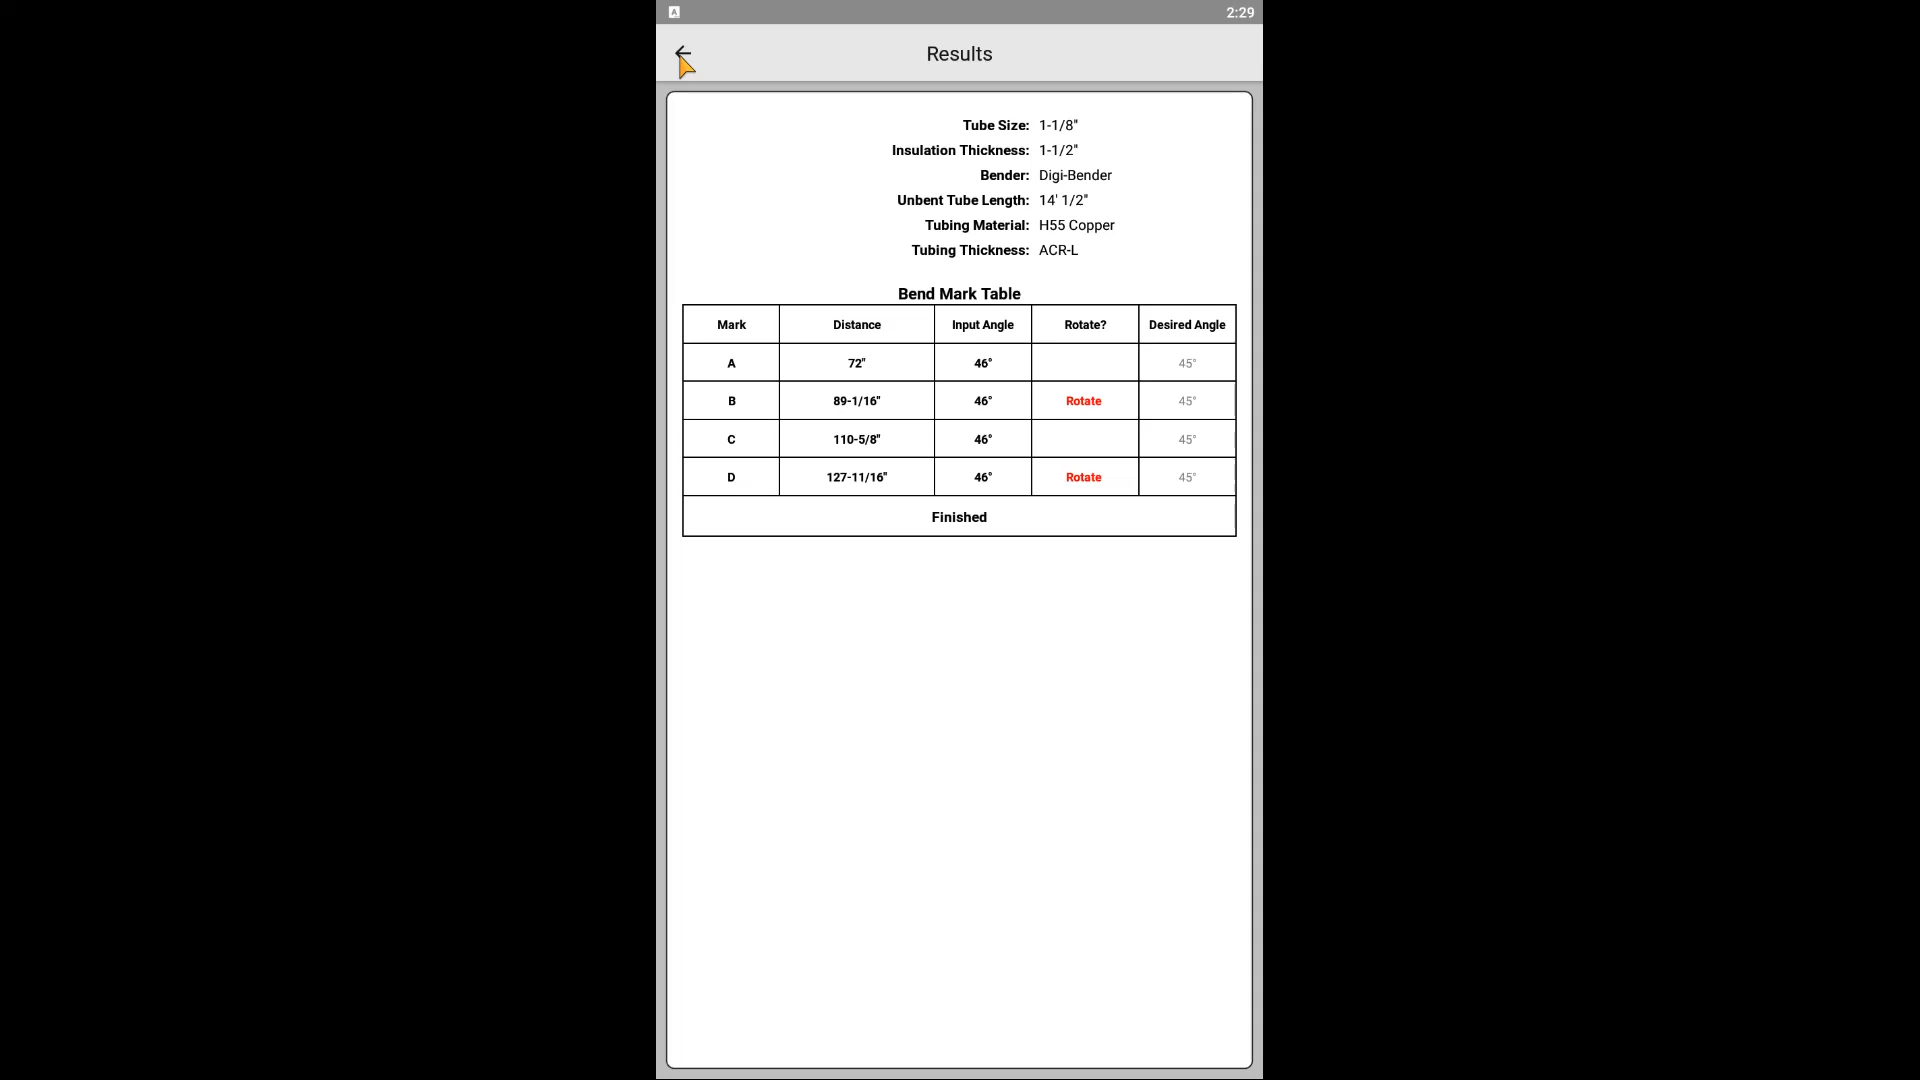 A
2:29
Results
Tube Size: 1-1/8"
Insulation Thickness: 1-1/2"
Bender: Digi-Bender
Unbent Tube Length: 14' 1/2"
Tubing Material: H55 Copper
Tubing Thickness: ACR-L
Bend Mark Table
Mark Distance Input Angle Rotate? Desired Angle
A 72" 46° 45°
B 89-1/16" 46° Rotate 45°
C 110-5/8" 46° 45°
D 127-11/16" 46° Rotate 45°
Finished